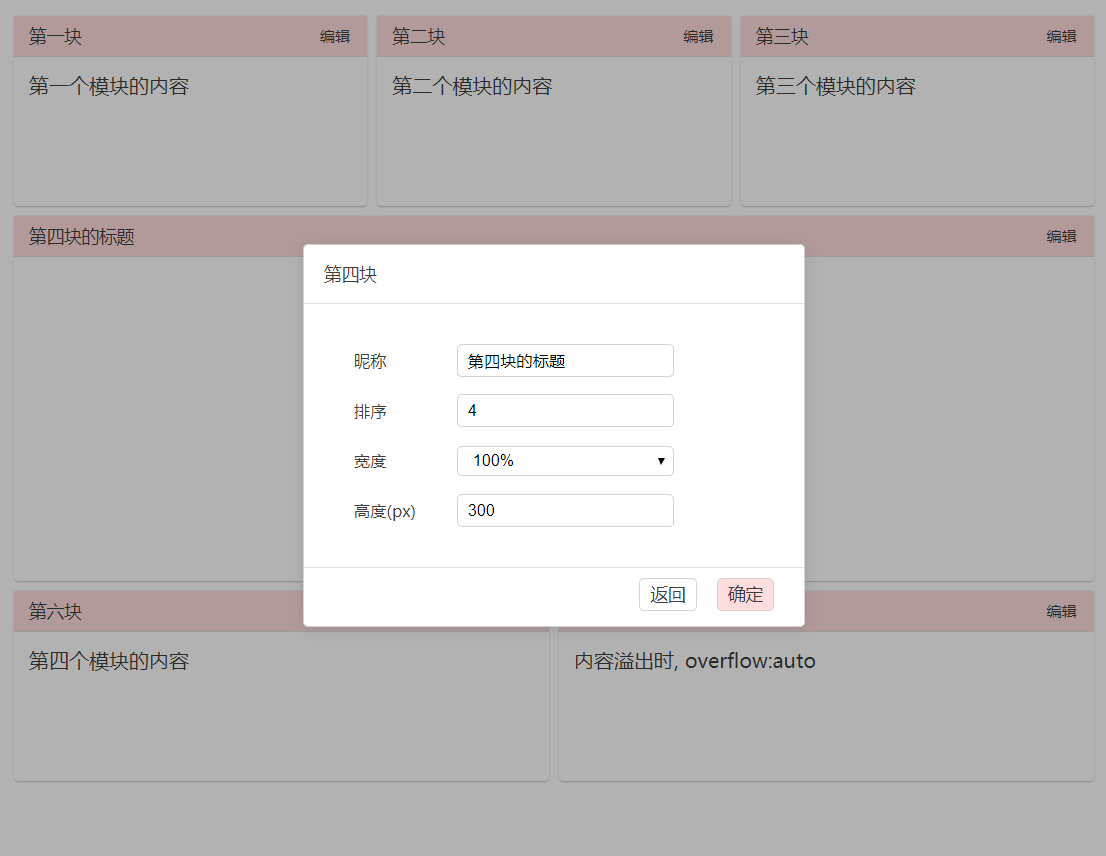 第一块 编辑 第二块 编辑 第三块 编辑
第一个模块的内容 第二个模块的内容 第三个模块的内容
第四块的标题 编辑
第四块
昵称 第四块的标题
排序 4
宽度 100%
高度(px) 300
返回 确定
第六块 编辑
第四个模块的内容 内容溢出时, overflow:auto